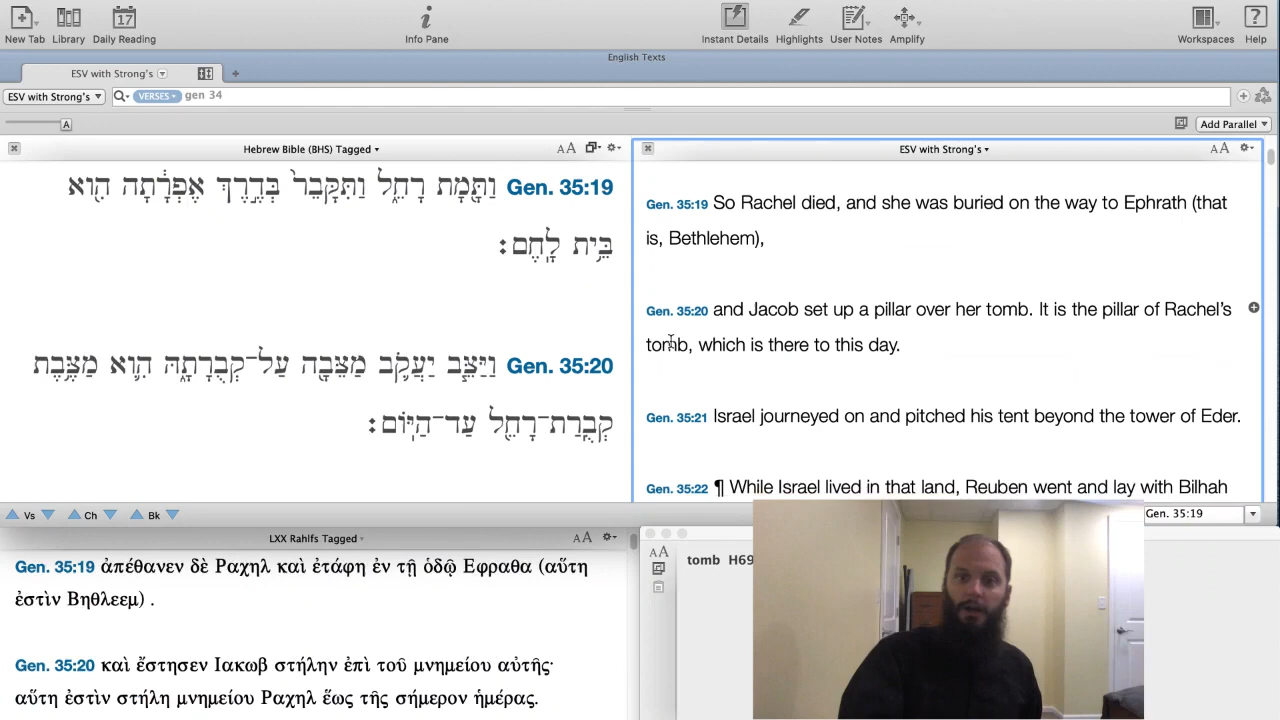 New Tab
Library
17
Daily Reading
Info Pane
Instant Details
Highlights
User Notes
Amplify
Workspaces
Help
English Texts
ESV with Strong's
ESV with Strong's
VERSES
gen 34
A
Add Parallel
Hebrew Bible (BHS) Tagged
AA
Gen. 35:19 וַתָּ֖מָת רָחֵ֑ל וַתִּקָּבֵר֙ בְּדֶ֣רֶךְ אֶפְרָ֔תָה הִ֖וא
בֵּ֥ית לָֽחֶם׃
Gen. 35:20 וַיַּצֵּ֧ב יַעֲקֹ֛ב מַצֵּבָ֖ה עַל־קְבֻרָתָ֑הּ הִ֛וא מַצֶּ֥בֶת
קְבֻֽרַת־רָחֵ֖ל עַד־הַיּֽוֹם׃
Vs
Ch
Bk
ESV with Strong's
AA
Gen. 35:19 So Rachel died, and she was buried on the way to Ephrath (that
is, Bethlehem),
Gen. 35:20 and Jacob set up a pillar over her tomb. It is the pillar of Rachel's
tomb, which is there to this day.
Gen. 35:21 Israel journeyed on and pitched his tent beyond the tower of Eder.
Gen. 35:22 ¶ While Israel lived in that land, Reuben went and lay with Bilhah
Gen. 35:19
LXX Rahlfs Tagged
AA
Gen. 35:19 ἀπέθανεν δὲ Ραχηλ καὶ ἐτάφη ἐν τῇ ὁδῷ Εφραθα (αὕτη
ἐστὶν Βηθλεεμ) .
Gen. 35:20 καὶ ἔστησεν Ιακωβ στήλην ἐπὶ τοῦ μνημείου αὐτῆς·
αὕτη ἐστὶν στήλη μνημείου Ραχηλ ἕως τῆς σήμερον ἡμέρας.
AA
tomb H69